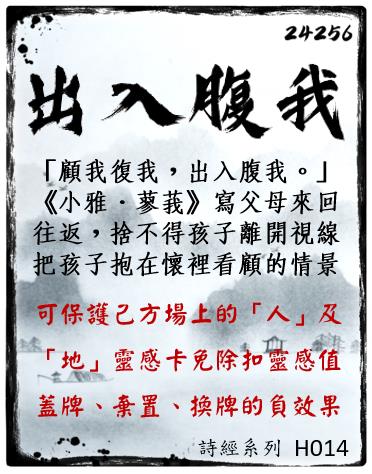 24256
出入腹我
「顧我復我，出入腹我。」
《小雅．蓼莪》寫父母來回
往返，捨不得孩子離開視線
把孩子抱在懷裡看顧的情景
可保護己方場上的「人」及
「地」靈感卡免除扣靈感值
蓋牌、棄置、換牌的負效果
詩經系列 H014